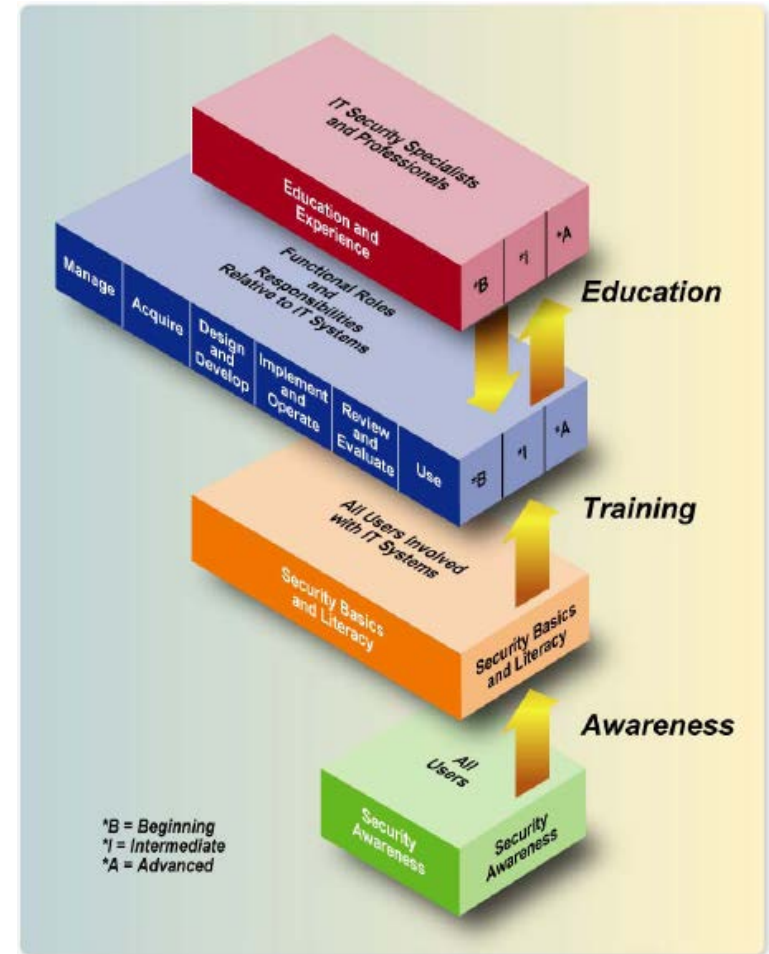 IT Security Specialists
and Professionals
Education and
Experience
*B
*I
*A
Education
Functional Roles
and
Responsibilities
Relative to IT Systems
Manage
Acquire
Design
and
Develop
Implement
and
Operate
Review
and
Evaluate
Use
*B
*I
*A
Training
All Users Involved
with IT Systems
Security Basics
and Literacy
Security Basics
and Literacy
Awareness
All
Users
Security
Awareness
Security
Awareness
*B = Beginning
*I = Intermediate
*A = Advanced